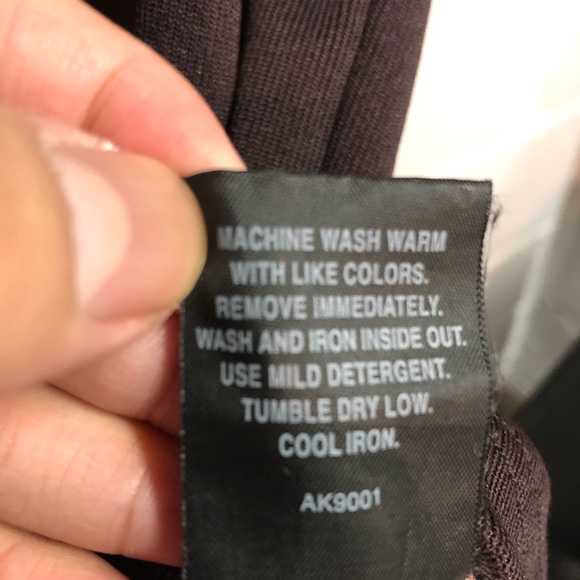 MACHINE WASH WARM
WITH LIKE COLORS.
REMOVE IMMEDIATELY.
WASH AND IRON INSIDE OUT.
USE MILD DETERGENT.
TUMBLE DRY LOW.
COOL IRON.
AK9001